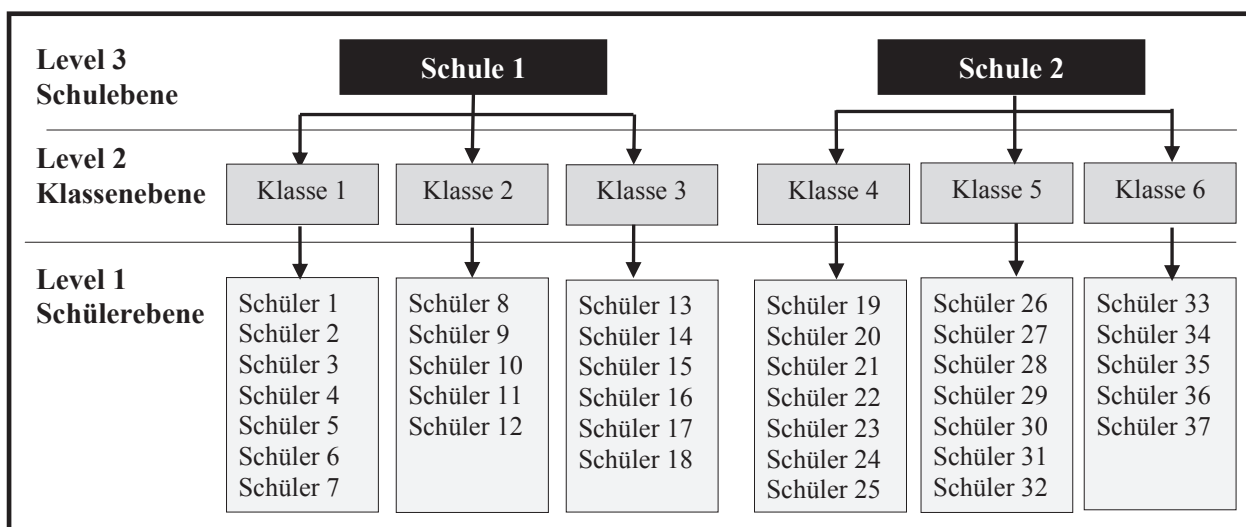 Level 3
Schulebene
Schule 1
Schule 2
Level 2
Klassenebene
Klasse 1
Klasse 2
Klasse 3
Klasse 4
Klasse 5
Klasse 6
Level 1
Schülerebene
Schüler 1
Schüler 2
Schüler 3
Schüler 4
Schüler 5
Schüler 6
Schüler 7
Schüler 8
Schüler 9
Schüler 10
Schüler 11
Schüler 12
Schüler 13
Schüler 14
Schüler 15
Schüler 16
Schüler 17
Schüler 18
Schüler 19
Schüler 20
Schüler 21
Schüler 22
Schüler 23
Schüler 24
Schüler 25
Schüler 26
Schüler 27
Schüler 28
Schüler 29
Schüler 30
Schüler 31
Schüler 32
Schüler 33
Schüler 34
Schüler 35
Schüler 36
Schüler 37